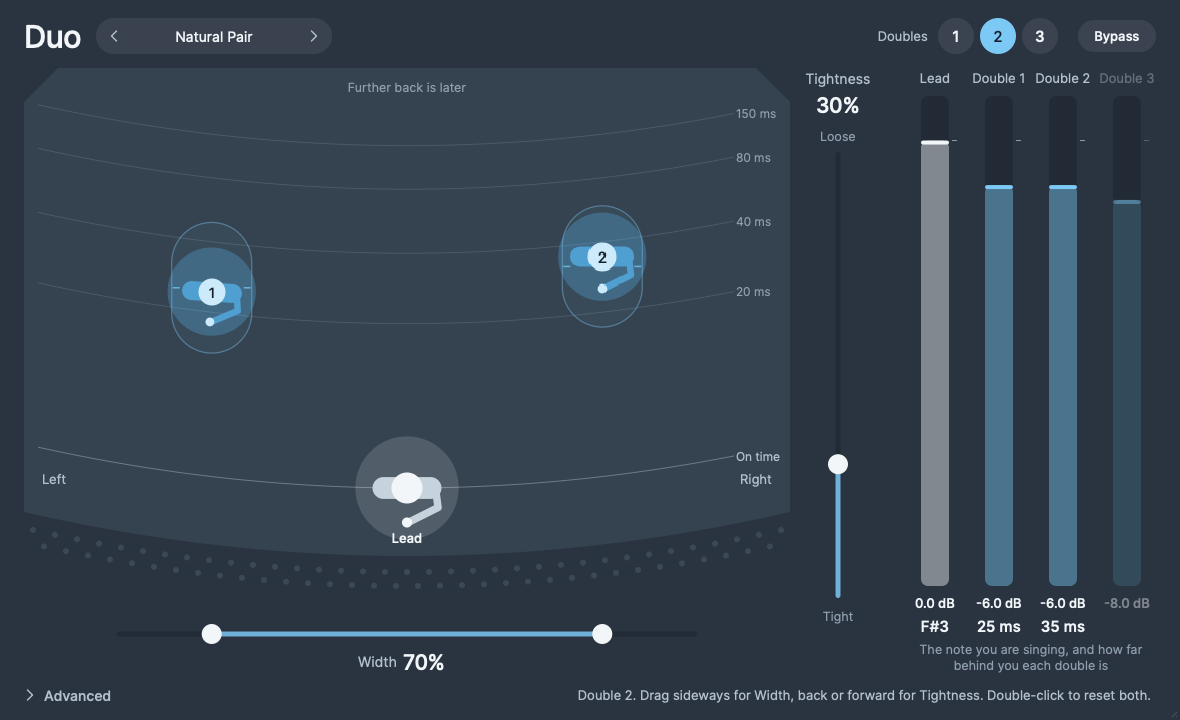 Duo
Natural Pair
Doubles 1 2 3 Bypass
Further back is later
150 ms
80 ms
40 ms
20 ms
1
2
On time
Left
Right
Lead
Width 70%
Tightness
30%
Loose
Tight
Lead Double 1 Double 2 Double 3
0.0 dB -6.0 dB -6.0 dB -8.0 dB
F#3 25 ms 35 ms
The note you are singing, and how far
behind you each double is
Advanced
Double 2. Drag sideways for Width, back or forward for Tightness. Double-click to reset both.